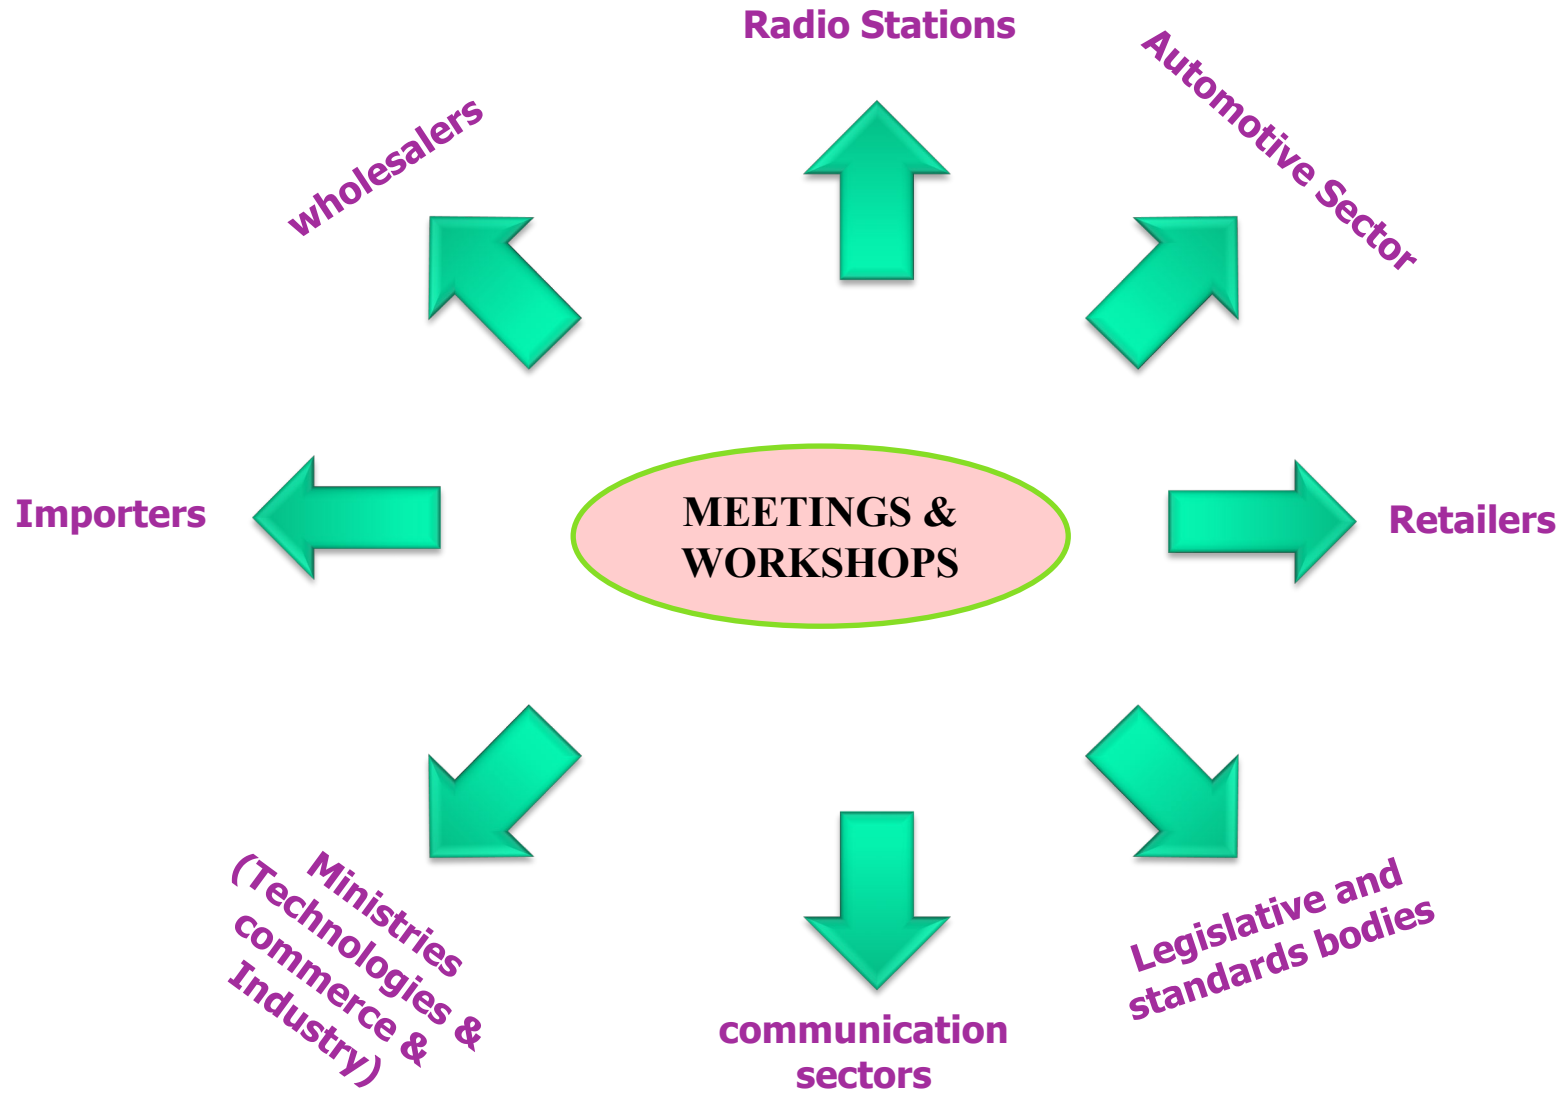 Radio Stations
Automotive Sector
wholesalers
Importers
MEETINGS &
WORKSHOPS
Retailers
Ministries
(Technologies &
commerce &
Industry)
Legislative and
standards bodies
communication
sectors